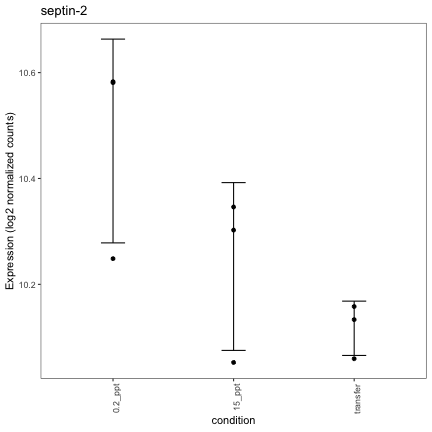 septin-2
Expression (log2 normalized counts)
10.6
10.4
10.2
0.2_ppt
15_ppt
transfer
condition